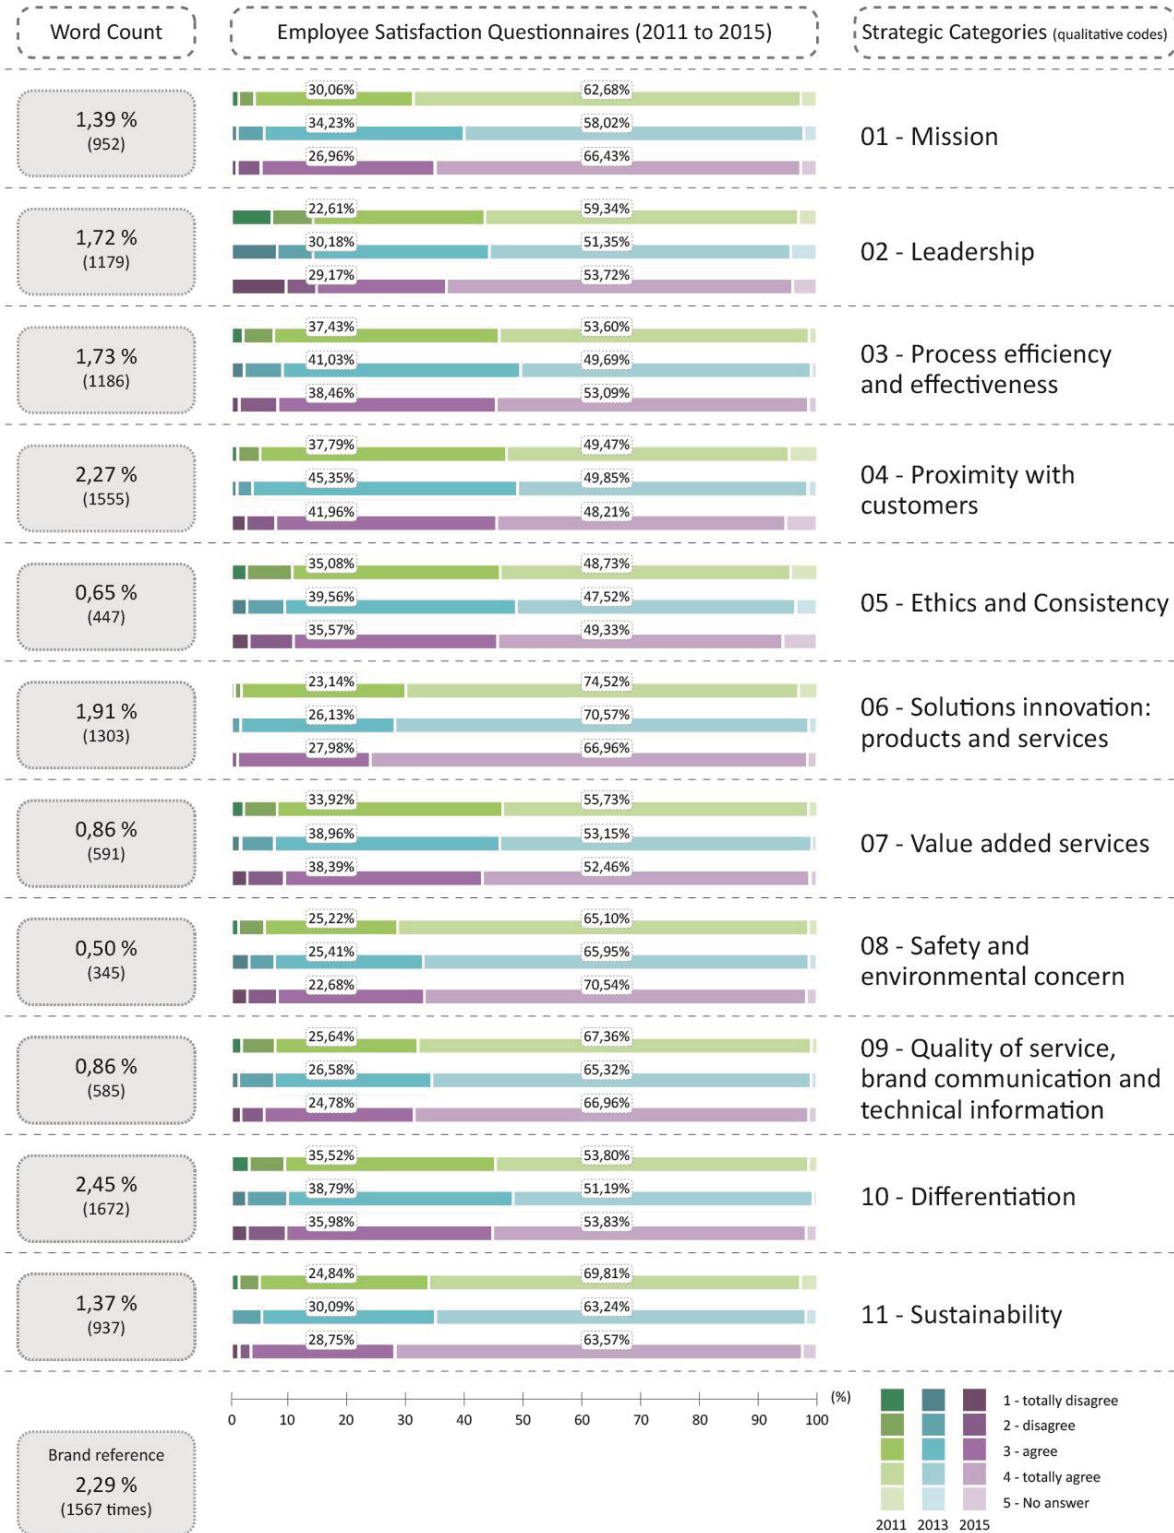 Word Count
Employee Satisfaction Questionnaires (2011 to 2015)
Strategic Categories (qualitative codes)
1,39 %
(952)
30,06% 62,68%
34,23% 58,02%
26,96% 66,43%
01 - Mission
1,72 %
(1179)
22,61% 59,34%
30,18% 51,35%
29,17% 53,72%
02 - Leadership
1,73 %
(1186)
37,43% 53,60%
41,03% 49,69%
38,46% 53,09%
03 - Process efficiency
and effectiveness
2,27 %
(1555)
37,79% 49,47%
45,35% 49,85%
41,96% 48,21%
04 - Proximity with
customers
0,65 %
(447)
35,08% 48,73%
39,56% 47,52%
35,57% 49,33%
05 - Ethics and Consistency
1,91 %
(1303)
23,14% 74,52%
26,13% 70,57%
27,98% 66,96%
06 - Solutions innovation:
products and services
0,86 %
(591)
33,92% 55,73%
38,96% 53,15%
38,39% 52,46%
07 - Value added services
0,50 %
(345)
25,22% 65,10%
25,41% 65,95%
22,68% 70,54%
08 - Safety and
environmental concern
0,86 %
(585)
25,64% 67,36%
26,58% 65,32%
24,78% 66,96%
09 - Quality of service,
brand communication and
technical information
2,45 %
(1672)
35,52% 53,80%
38,79% 51,19%
35,98% 53,83%
10 - Differentiation
1,37 %
(937)
24,84% 69,81%
30,09% 63,24%
28,75% 63,57%
11 - Sustainability
0 10 20 30 40 50 60 70 80 90 100 (%)
Brand reference
2,29 %
(1567 times)
1 - totally disagree
2 - disagree
3 - agree
4 - totally agree
5 - No answer
2011 2013 2015